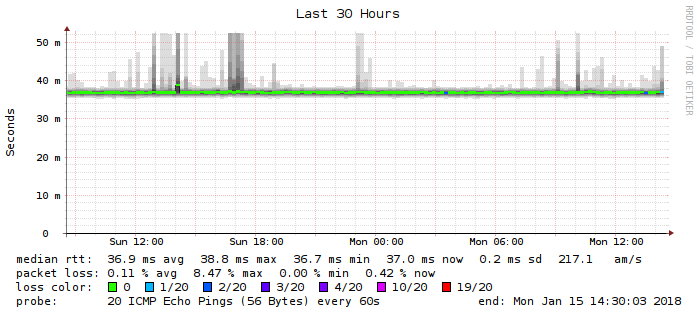 Last 30 Hours
RRDTOOL / TOBI OETIKER
Seconds
50 m
40 m
30 m
20 m
10 m
0
Sun 12:00 Sun 18:00 Mon 00:00 Mon 06:00 Mon 12:00
median rtt: 36.9 ms avg 38.8 ms max 36.7 ms min 37.0 ms now 0.2 ms sd 217.1 am/s
packet loss: 0.11 % avg 8.47 % max 0.00 % min 0.42 % now
loss color: 0 1/20 2/20 3/20 4/20 10/20 19/20
probe: 20 ICMP Echo Pings (56 Bytes) every 60s end: Mon Jan 15 14:30:03 2018